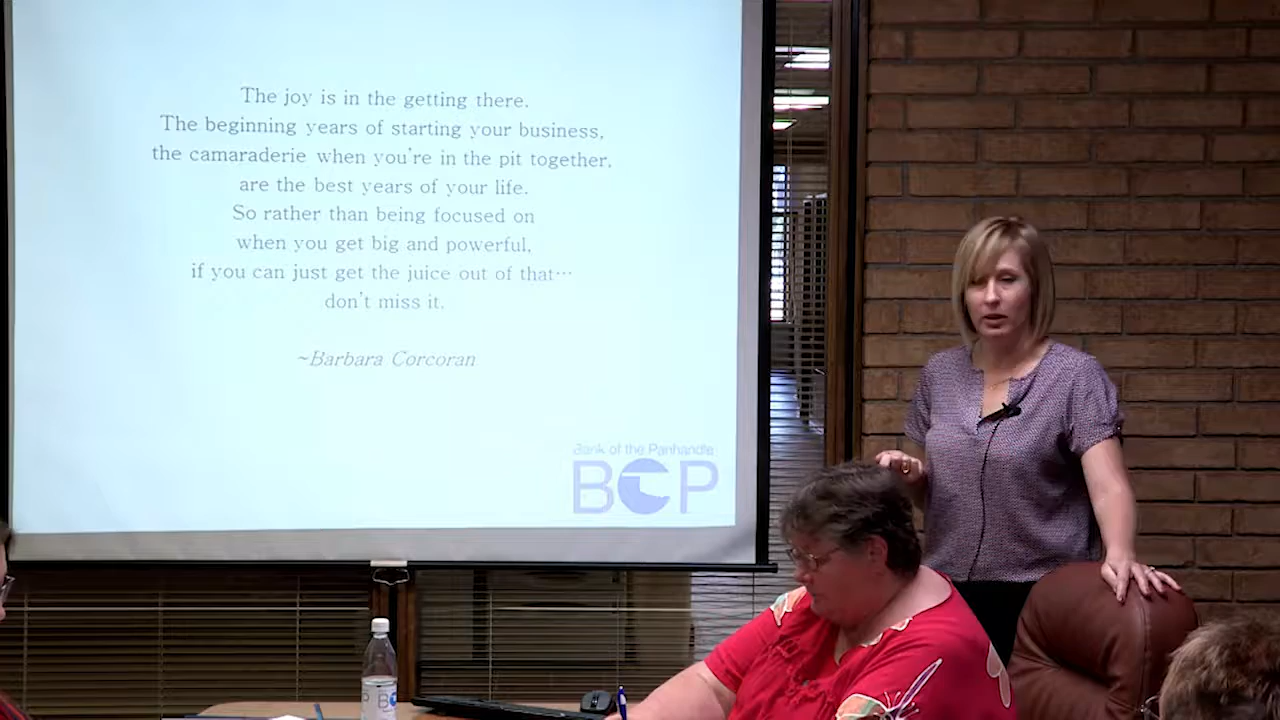 The joy is in the getting there.
The beginning years of starting your business,
the camaraderie when you're in the pit together,
are the best years of your life.
So rather than being focused on
when you get big and powerful,
if you can just get the juice out of that…
don't miss it.
~Barbara Corcoran
Bank of the Panhandle
BCP